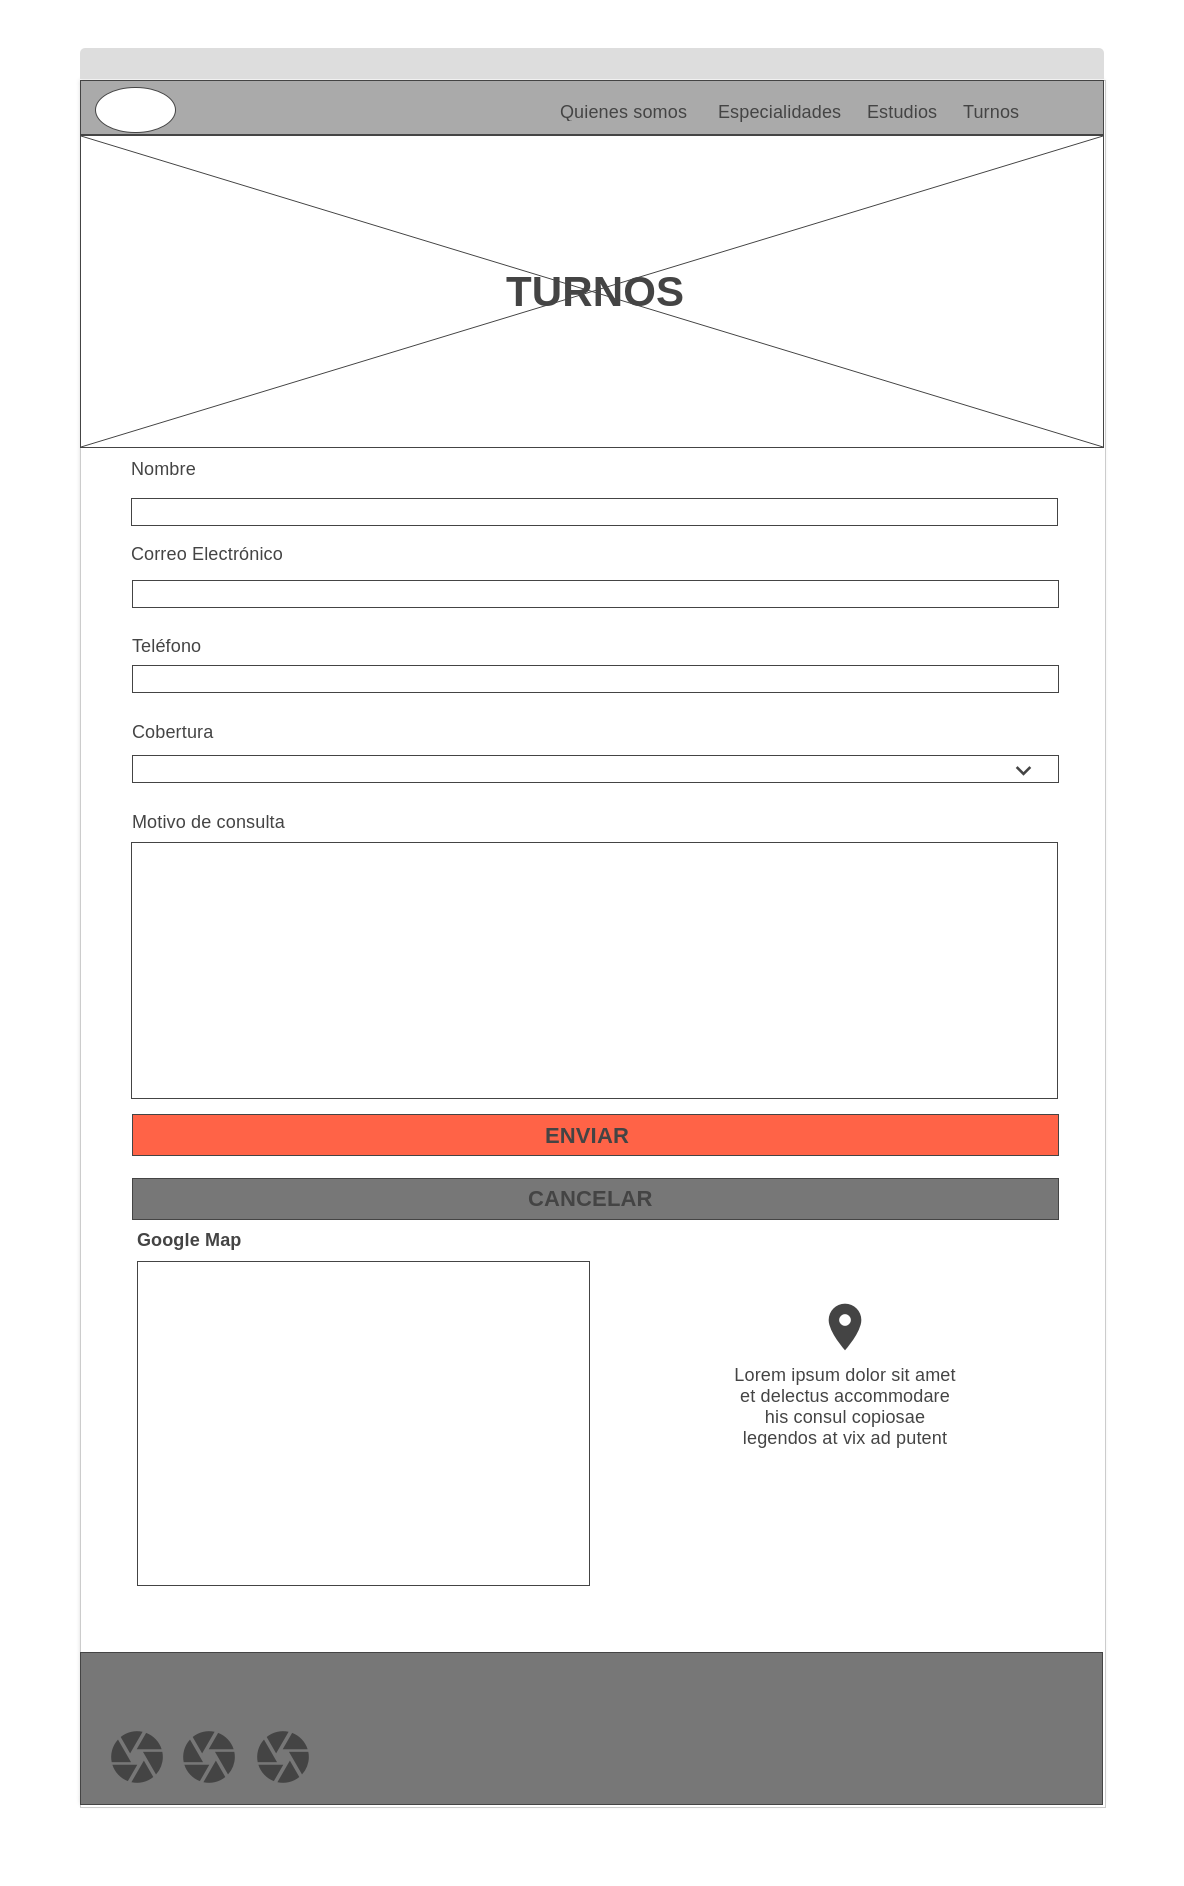 Quienes somos Especialidades Estudios Turnos
TURNOS
Nombre
Correo Electrónico
Teléfono
Cobertura
Motivo de consulta
ENVIAR
CANCELAR
Google Map
Lorem ipsum dolor sit amet
et delectus accommodare
his consul copiosae
legendos at vix ad putent